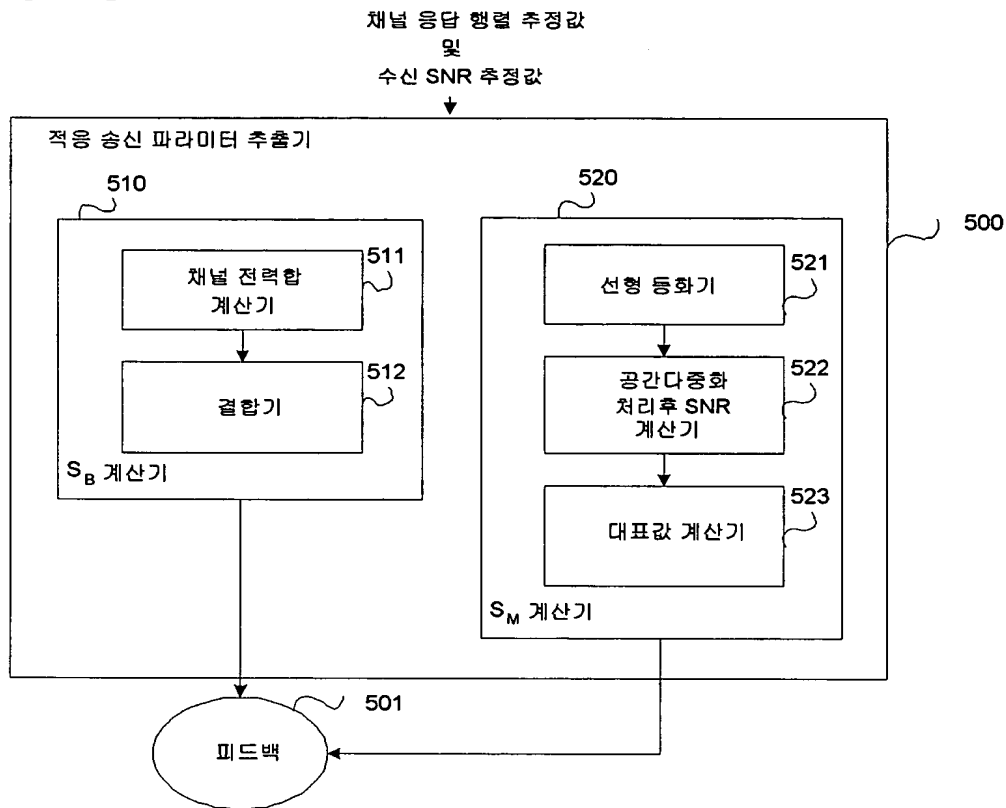 채널 응답 행렬 추정값
및
수신 SNR 추정값
적응 송신 파라미터 추출기
510
520
500
511
채널 전력합
계산기
521
선형 등화기
512
결합기
522
공간다중화
처리후 SNR
계산기
S_B 계산기
523
대표값 계산기
S_M 계산기
501
피드백